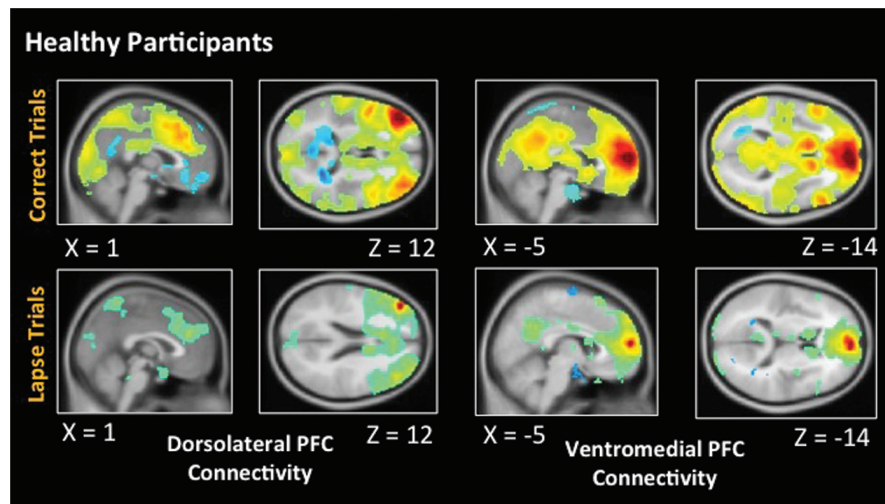 Healthy Participants
Correct Trials
X = 1
Z = 12
X = -5
Z = -14
Lapse Trials
X = 1
Z = 12
X = -5
Z = -14
Dorsolateral PFC
Connectivity
Ventromedial PFC
Connectivity